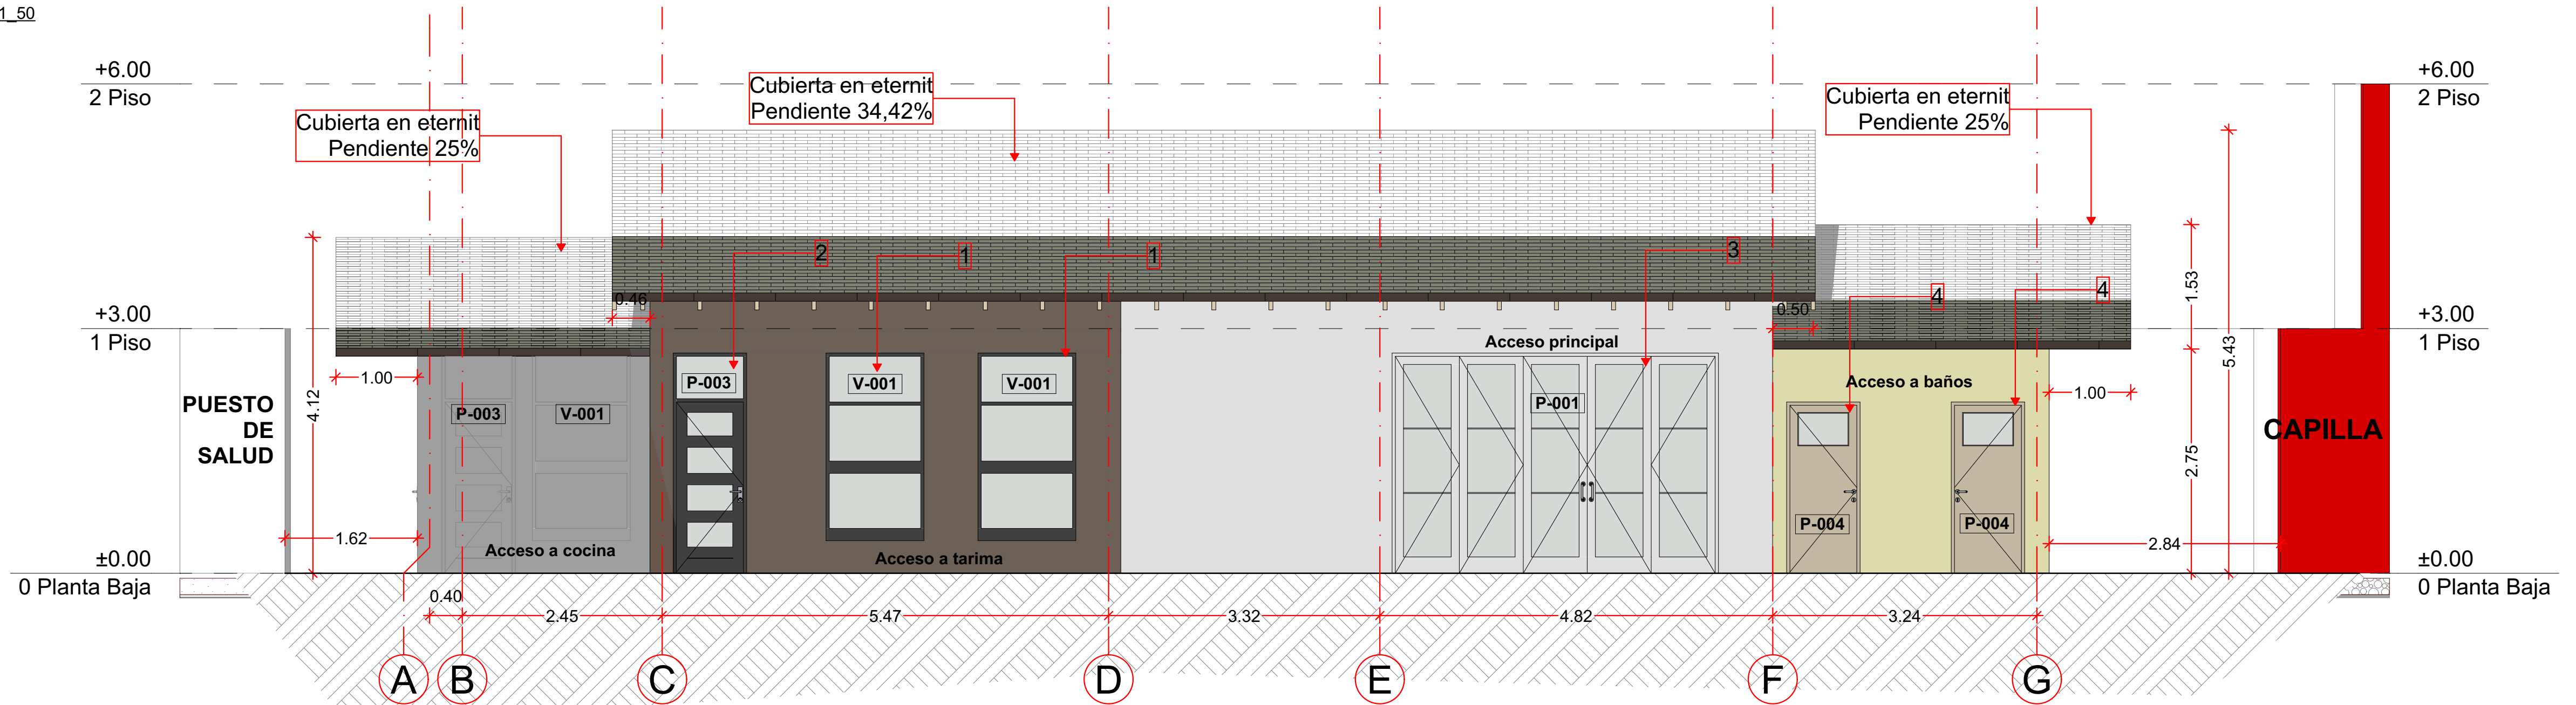 1_50
+6.00
2 Piso
+3.00
1 Piso
±0.00
0 Planta Baja
Cubierta en eternit
Pendiente 25%
Cubierta en eternit
Pendiente 34,42%
Cubierta en eternit
Pendiente 25%
+6.00
2 Piso
+3.00
1 Piso
±0.00
0 Planta Baja
2
1
1
3
4
4
0.46
0.50
1.00
4.12
1.62
PUESTO
DE
SALUD
P-003
V-001
Acceso a cocina
P-003
V-001
V-001
Acceso a tarima
Acceso principal
P-001
Acceso a baños
P-004
P-004
1.00
1.53
2.75
5.43
2.84
CAPILLA
0.40
2.45
5.47
3.32
4.82
3.24
A
B
C
D
E
F
G